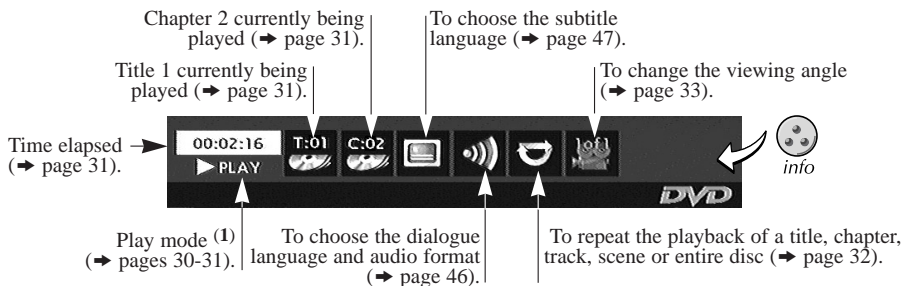 Chapter 2 currently being
played (➔ page 31).
To choose the subtitle
language (➔ page 47).
Title 1 currently being
played (➔ page 31).
To change the viewing angle
(➔ page 33).
Time elapsed
(➔ page 31).
00:02:16
T:01
C:02
1of1
PLAY
info
DVD
Play mode (1)
(➔ pages 30-31).
To choose the dialogue
language and audio format
(➔ page 46).
To repeat the playback of a title, chapter,
track, scene or entire disc (➔ page 32).